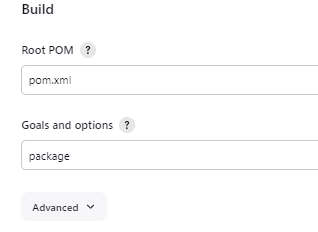 Build
Root POM ?
pom.xml
Goals and options ?
package
Advanced